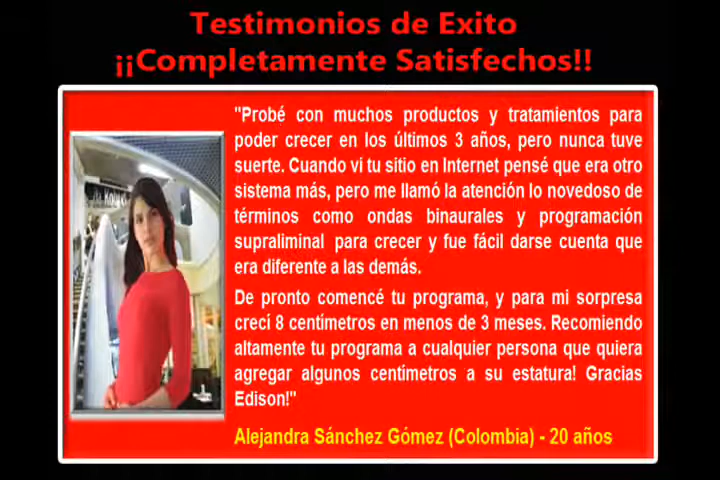 Testimonios de Exito
¡¡Completamente Satisfechos!!
"Probé con muchos productos y tratamientos para
poder crecer en los últimos 3 años, pero nunca tuve
suerte. Cuando vi tu sitio en Internet pensé que era otro
sistema más, pero me llamó la atención lo novedoso de
términos como ondas binaurales y programación
supraliminal para crecer y fue fácil darse cuenta que
era diferente a las demás.
De pronto comencé tu programa, y para mi sorpresa
crecí 8 centímetros en menos de 3 meses. Recomiendo
altamente tu programa a cualquier persona que quiera
agregar algunos centímetros a su estatura! Gracias
Edison!"
Alejandra Sánchez Gómez (Colombia) - 20 años